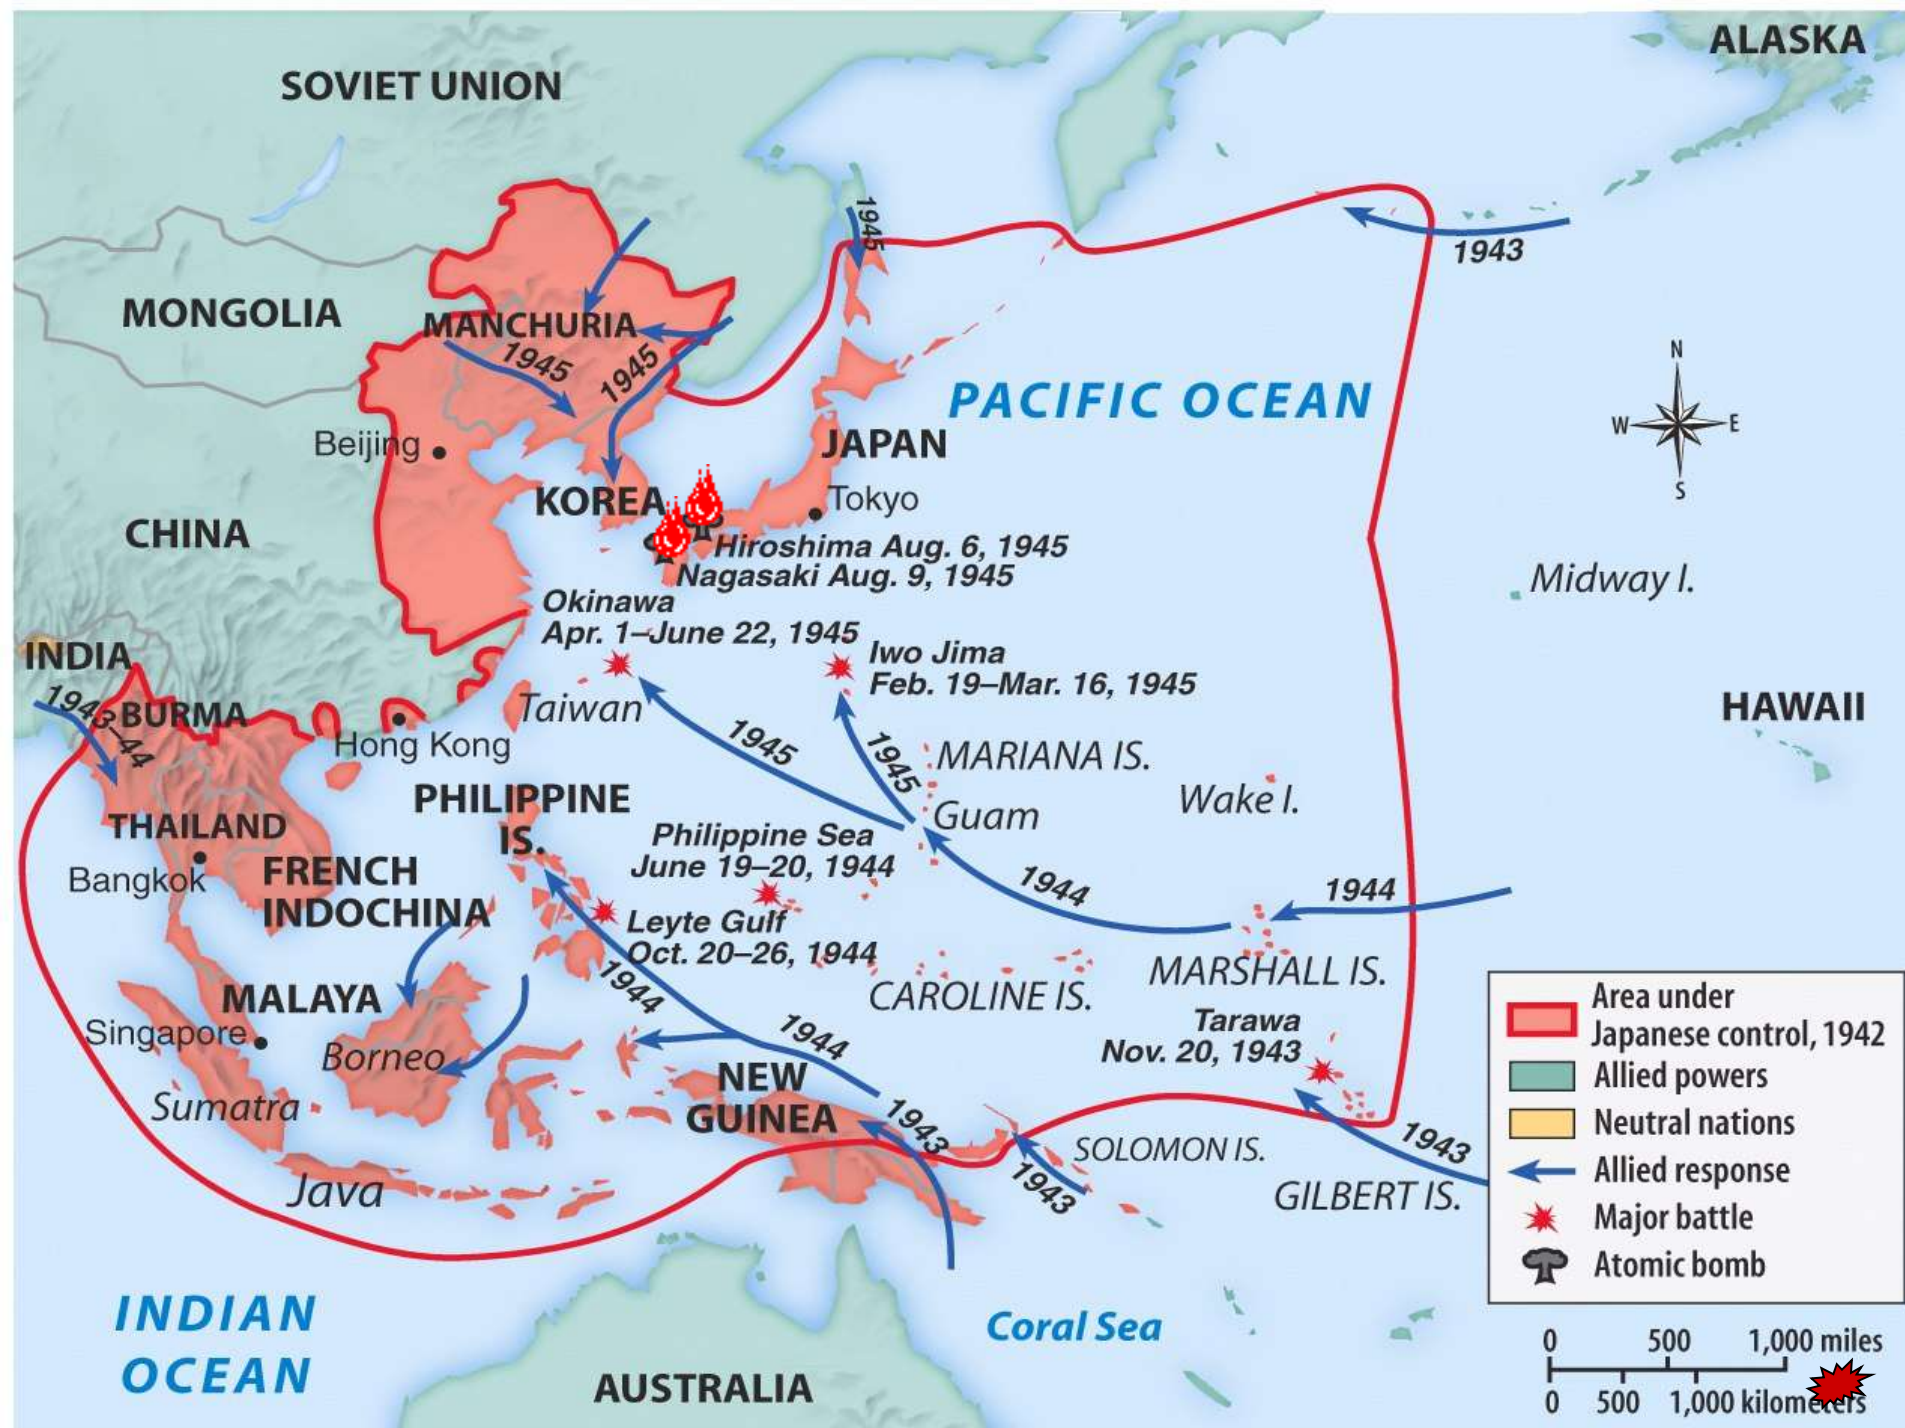 ALASKA
SOVIET UNION
1945
1943
MONGOLIA
MANCHURIA
1945
1945
N
W
E
S
PACIFIC OCEAN
Beijing
JAPAN
KOREA
Tokyo
CHINA
Hiroshima Aug. 6, 1945
Nagasaki Aug. 9, 1945
Midway I.
Okinawa
Apr. 1–June 22, 1945
INDIA
Iwo Jima
Feb. 19–Mar. 16, 1945
1943–44
BURMA
Taiwan
HAWAII
Hong Kong
1945
1945
MARIANA IS.
PHILIPPINE
IS.
Wake I.
Guam
THAILAND
Bangkok
Philippine Sea
June 19–20, 1944
FRENCH
INDOCHINA
1944
1944
Leyte Gulf
Oct. 20–26, 1944
MALAYA
1944
CAROLINE IS.
MARSHALL IS.
Singapore
Borneo
1944
Tarawa
Nov. 20, 1943
Sumatra
NEW
GUINEA
1943
1943
SOLOMON IS.
1943
Java
GILBERT IS.
Area under
Japanese control, 1942
Allied powers
Neutral nations
Allied response
Major battle
Atomic bomb
INDIAN
OCEAN
Coral Sea
AUSTRALIA
0 500 1,000 miles
0 500 1,000 kilometers